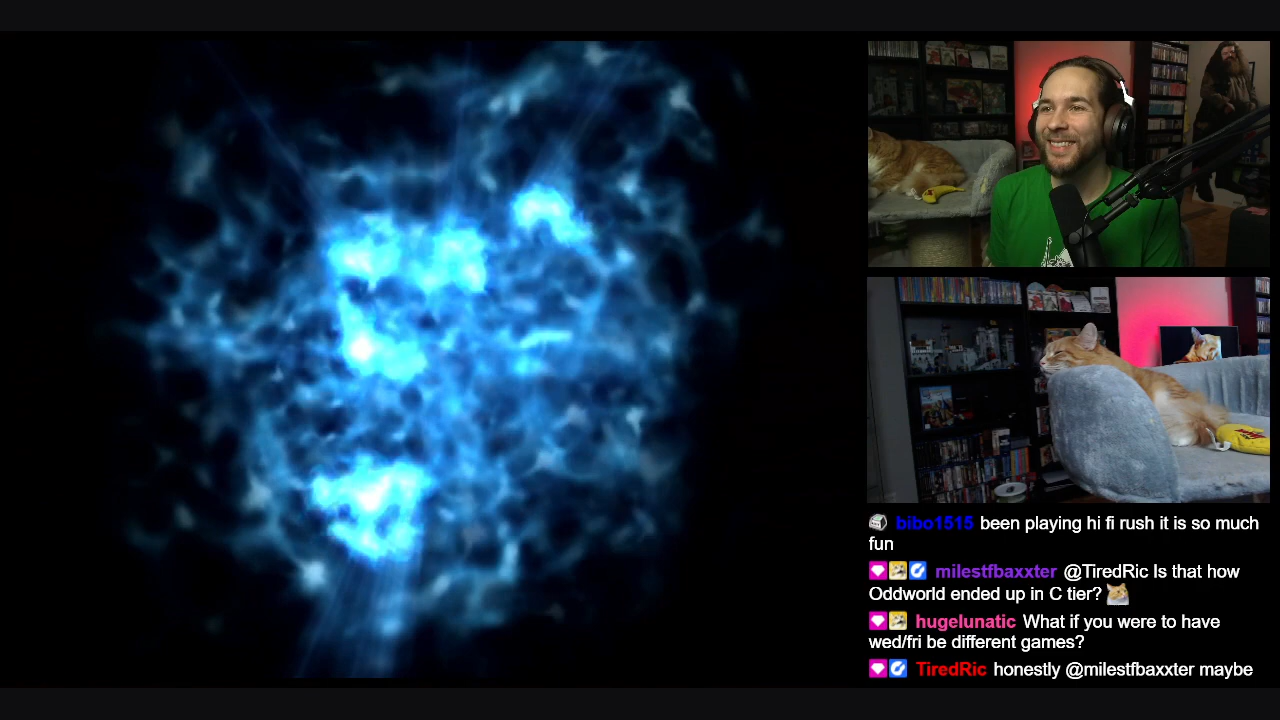 bibo1515 been playing hi fi rush it is so much
fun
milestfbaxxter @TiredRic Is that how
Oddworld ended up in C tier?
hugelunatic What if you were to have
wed/fri be different games?
TiredRic honestly @milestfbaxxter maybe